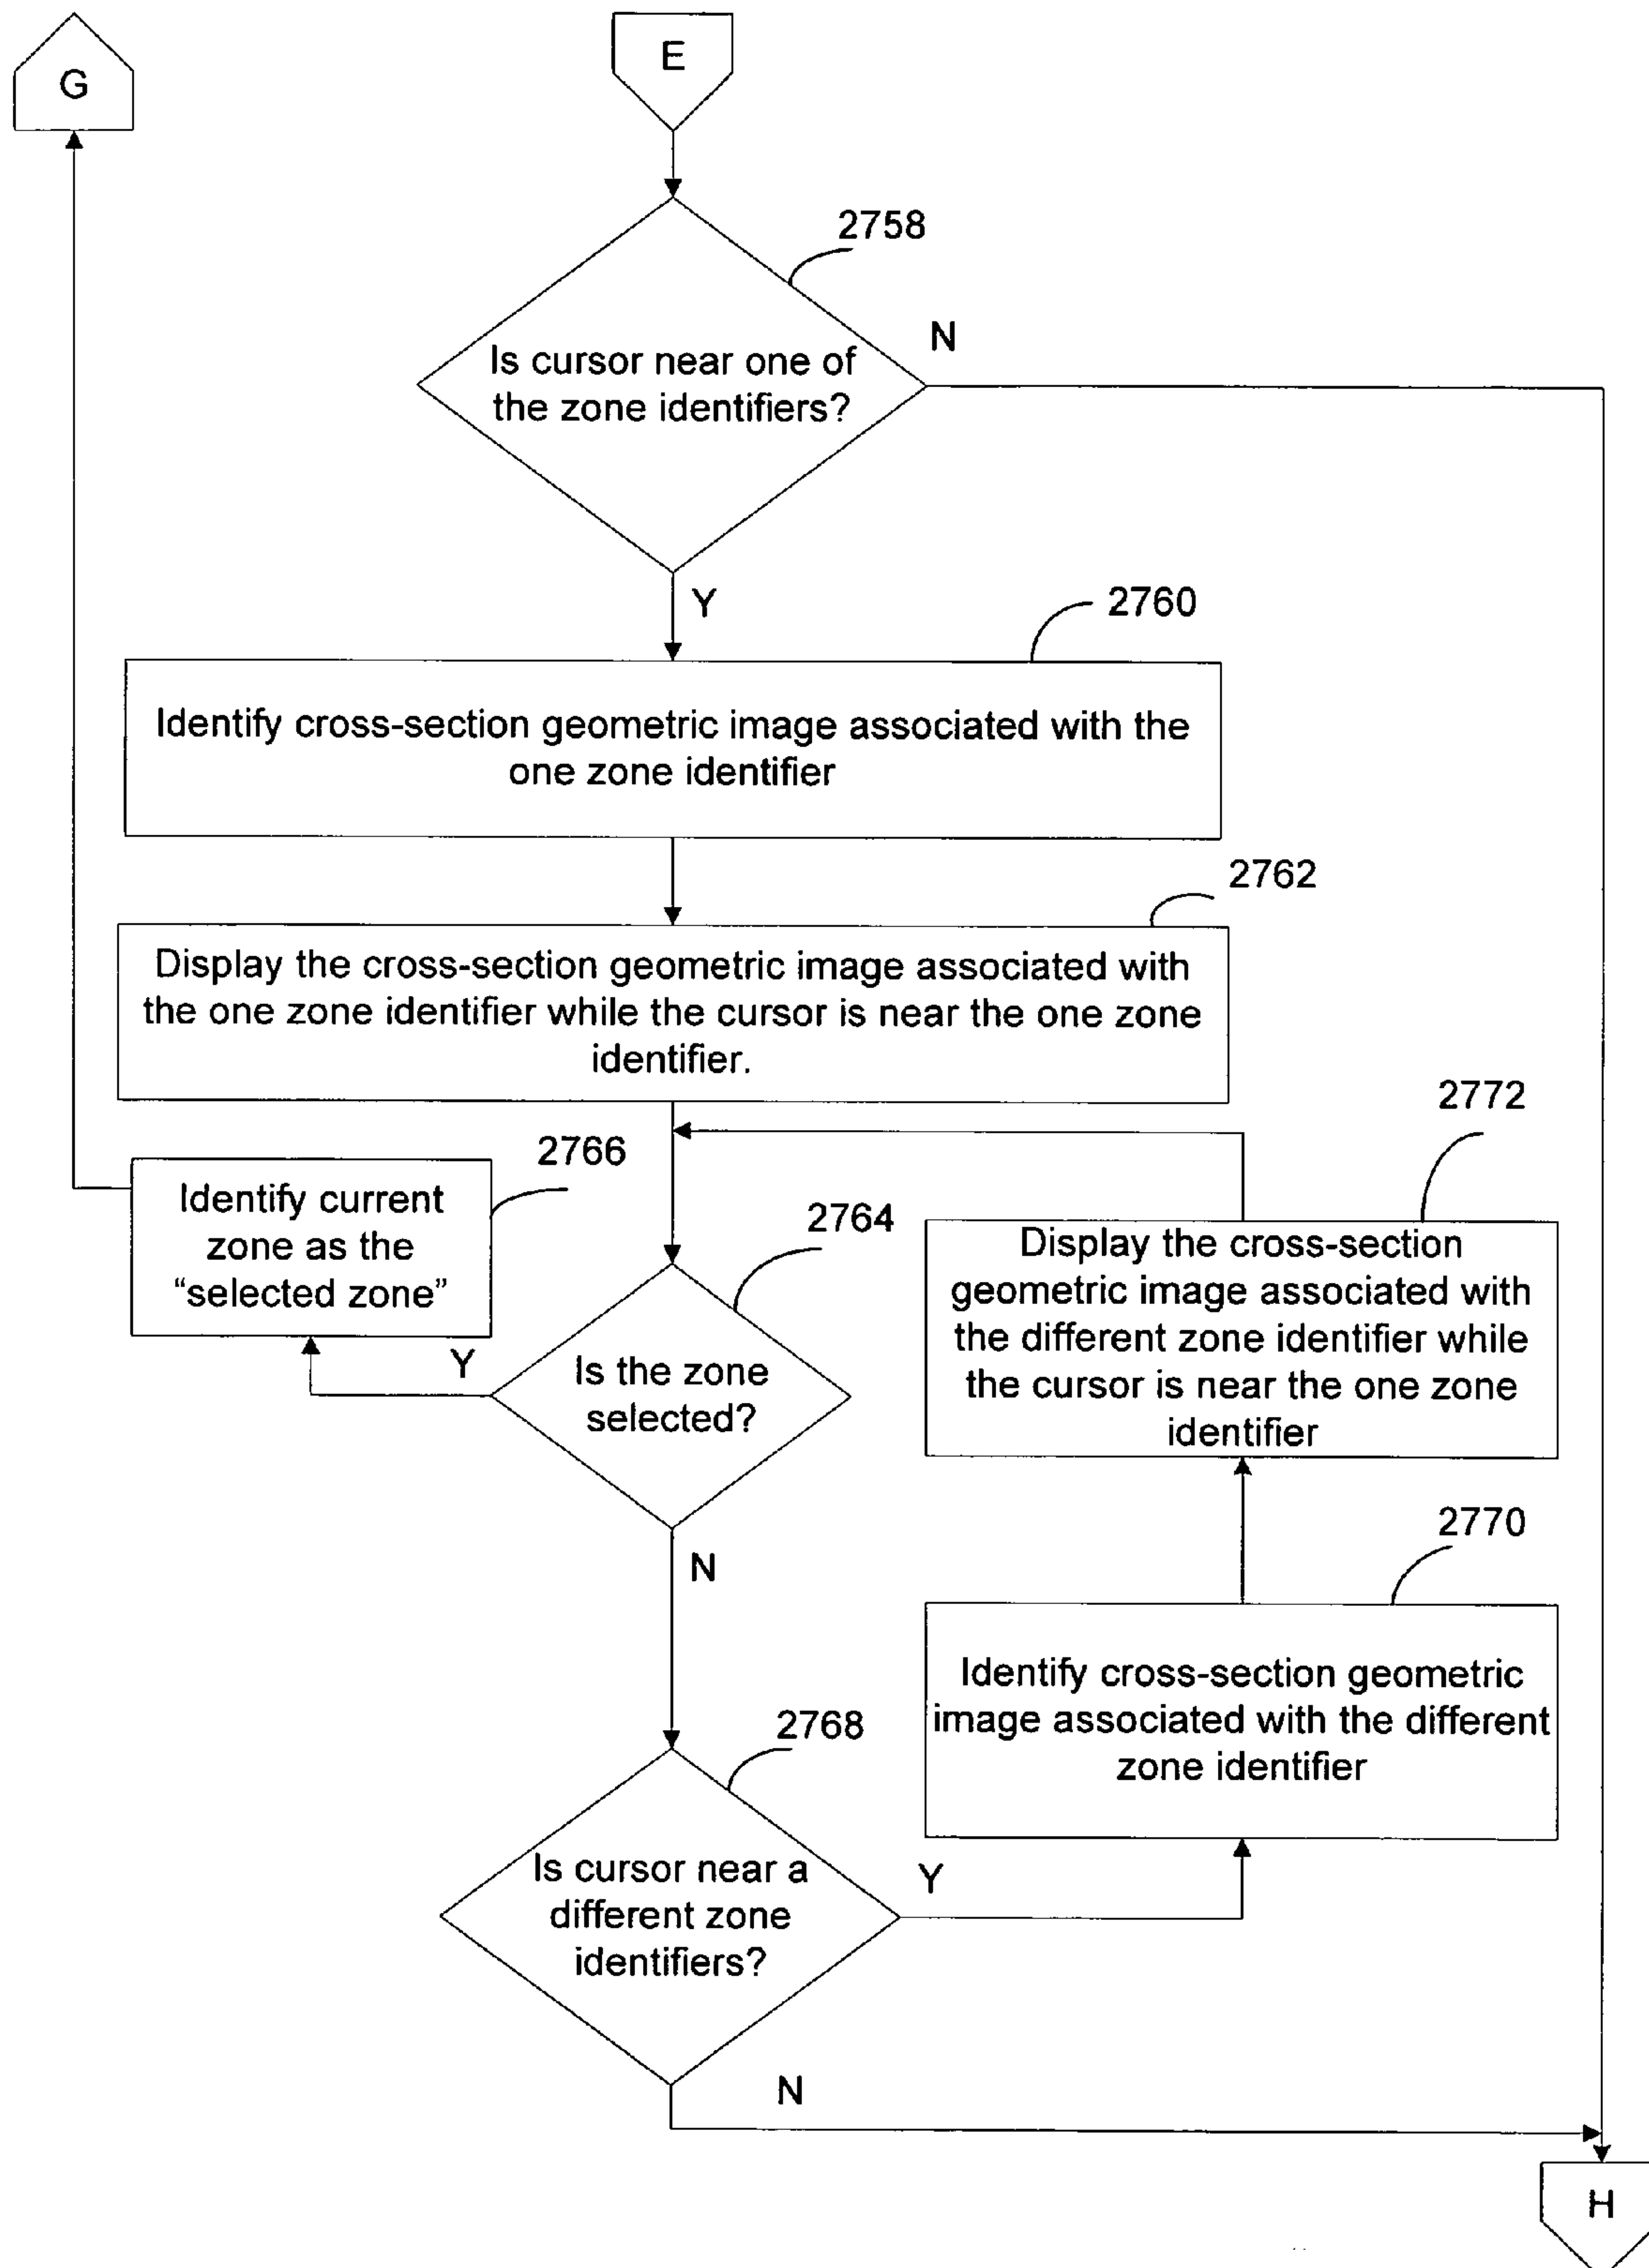 G
E
2758
Is cursor near one of
the zone identifiers?
N
Y
2760
Identify cross-section geometric image associated with the
one zone identifier
2762
Display the cross-section geometric image associated with
the one zone identifier while the cursor is near the one zone
identifier.
2772
2766
Identify current
zone as the
“selected zone”
2764
Display the cross-section
geometric image associated with
the different zone identifier while
the cursor is near the one zone
identifier
Y
Is the zone
selected?
N
2770
Identify cross-section geometric
image associated with the different
zone identifier
2768
Is cursor near a
different zone
identifiers?
Y
N
H